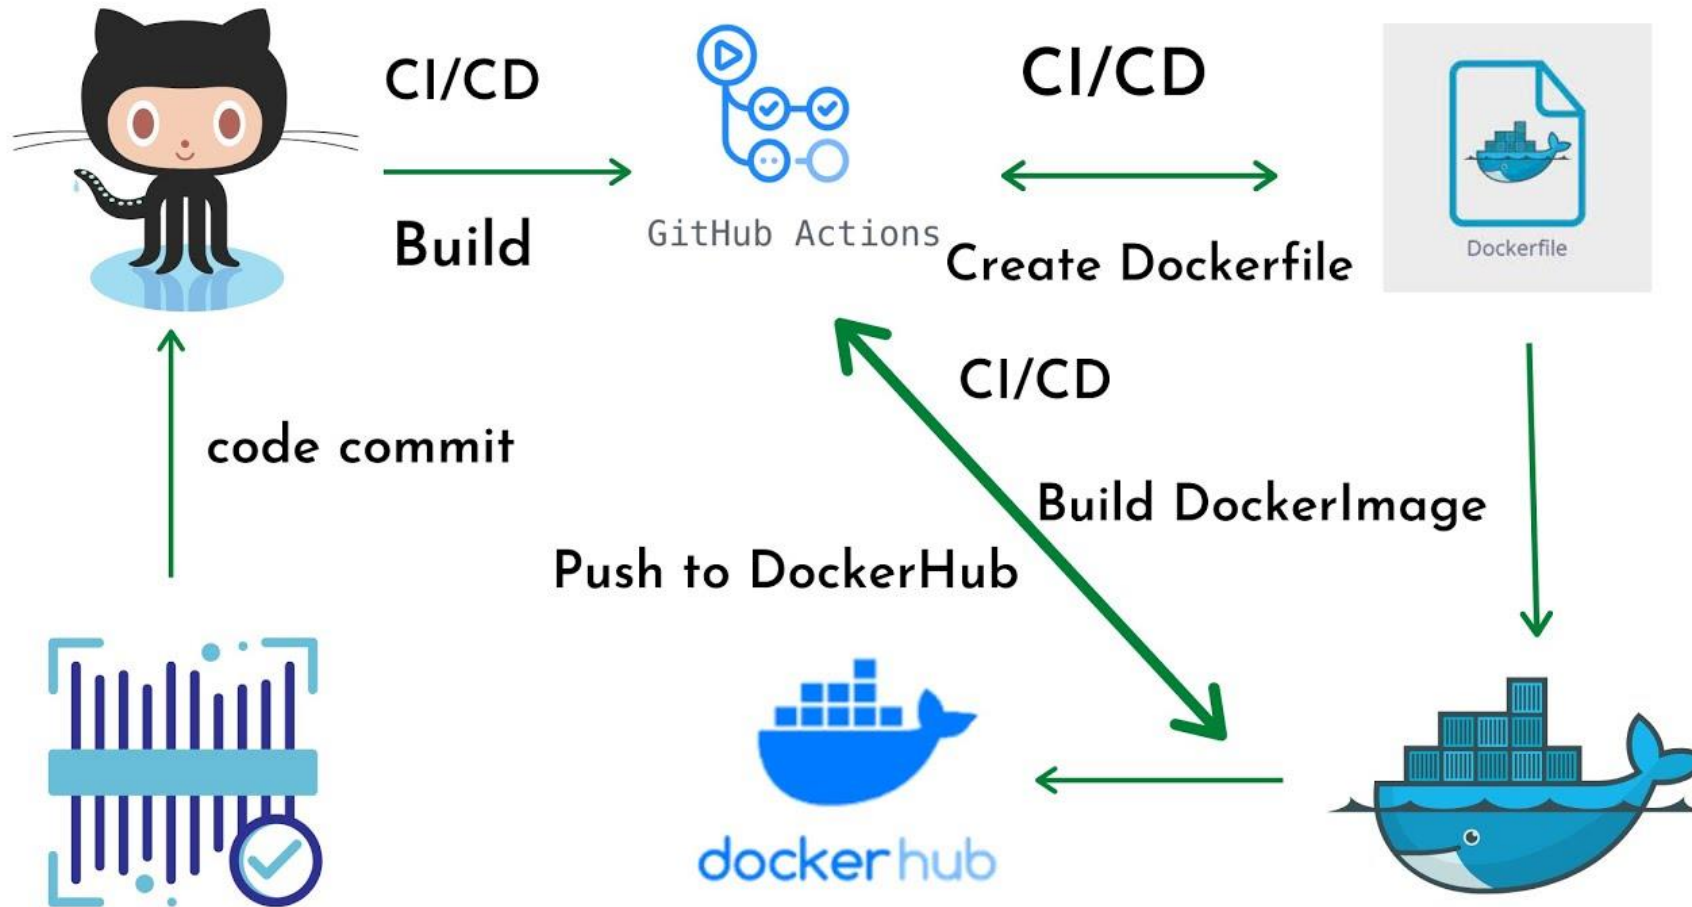 CI/CD
Build
GitHub Actions
CI/CD
Create Dockerfile
Dockerfile
code commit
CI/CD
Build DockerImage
Push to DockerHub
docker hub